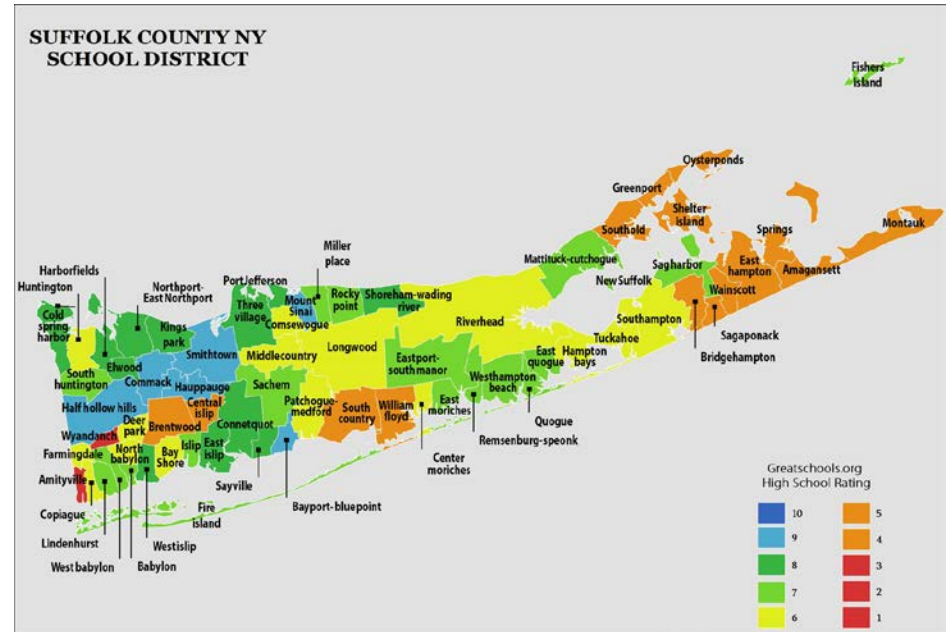 SUFFOLK COUNTY NY
SCHOOL DISTRICT
Fishers
island
Oysterponds
Greenport
Shelter
island
Southold
Springs
Montauk
East
hampton
Amagansett
Mattituck-cutchogue
New Suffolk
Sagharbor
Wainscott
Sagaponack
Bridgehampton
Southampton
Tuckahoe
Hampton
bays
East
quogue
Quogue
Westhampton
beach
Remsenburg-speonk
Riverhead
Miller
place
Port Jefferson
Harborfields
Huntington
Northport-
East Northport
Cold
spring
harbor
Kings
park
Three
village
Mount
Sinai
Rocky
point
Shoreham-wading
river
Comsewogue
Elwood
Smithtown
South
huntington
Commack
Hauppauge
Middlecountry
Longwood
Eastport-
south manor
Sachem
Half hollow hills
Central
islip
Patchogue-
medford
South
country
William
floyd
East
moriches
Center
moriches
Deer
park
Brentwood
Connetquot
Wyandanch
Farmingdale
North
babylon
Bay
Shore
Islip
East
islip
Amityville
Copiague
Sayville
Bayport-bluepoint
Fire
island
Lindenhurst
West babylon
Babylon
Westislip
Greatschools.org
High School Rating
10
9
8
7
6
5
4
3
2
1